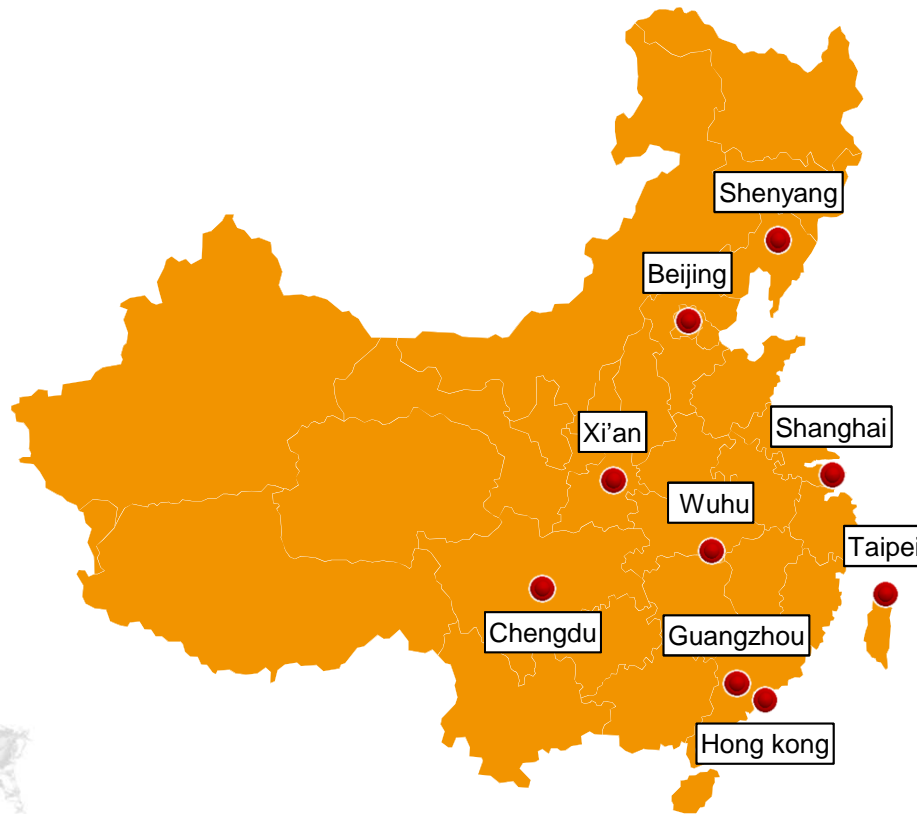 Shenyang
Beijing
Shanghai
Xi’an
Wuhu
Taipei
Chengdu
Guangzhou
Hong kong